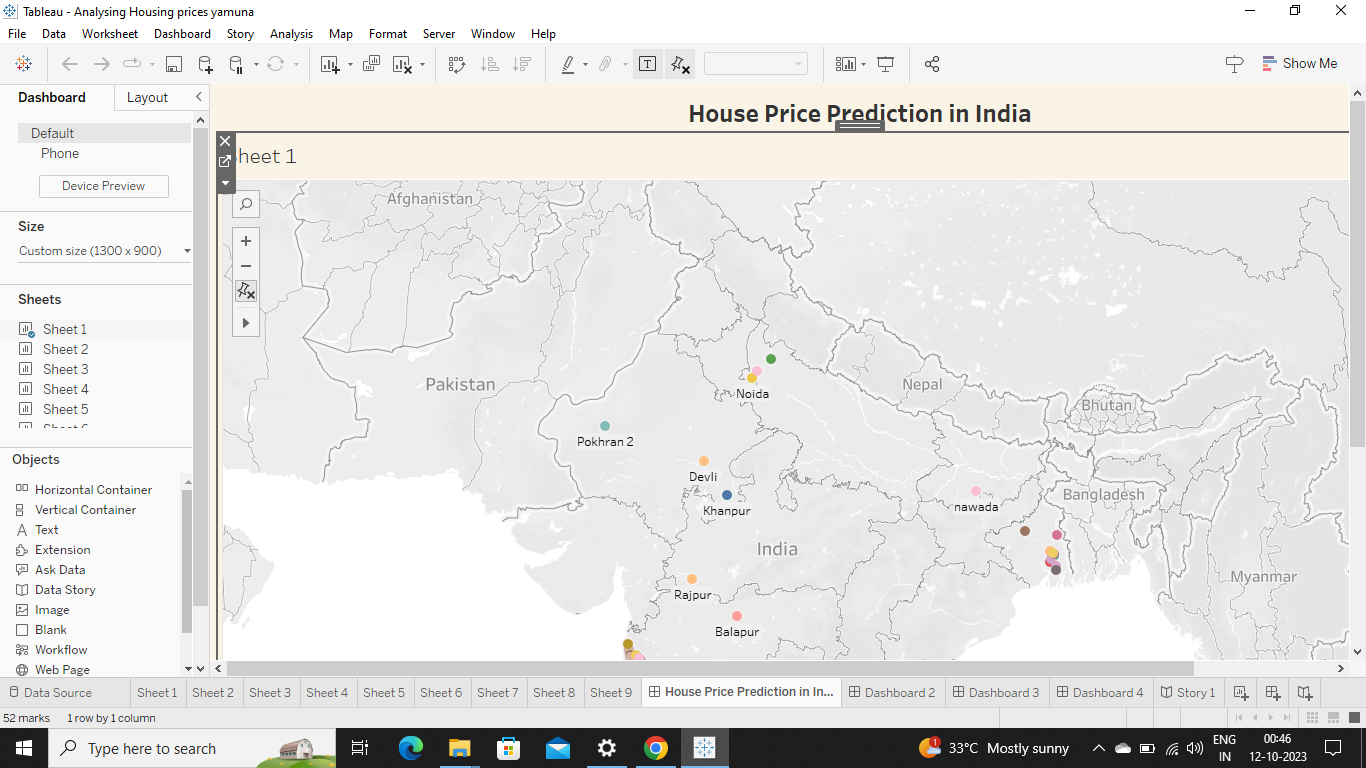 Tableau - Analysing Housing prices yamuna
File Data Worksheet Dashboard Story Analysis Map Format Server Window Help
Show Me
Dashboard Layout
Default
Phone
Device Preview
Size
Custom size (1300 x 900)
Sheets
Sheet 1
Sheet 2
Sheet 3
Sheet 4
Sheet 5
Objects
Horizontal Container
Vertical Container
Text
Extension
Ask Data
Data Story
Image
Blank
Workflow
Web Page
House Price Prediction in India
Sheet 1
Afghanistan
Pakistan
Nepal
Noida
Bhutan
Pokhran 2
Devli
Bangladesh
Khanpur
nawada
India
Myanmar
Rajpur
Balapur
Data Source Sheet 1 Sheet 2 Sheet 3 Sheet 4 Sheet 5 Sheet 6 Sheet 7 Sheet 8 Sheet 9 House Price Prediction in In... Dashboard 2 Dashboard 3 Dashboard 4 Story 1
52 marks 1 row by 1 column
Type here to search
1 33°C Mostly sunny
ENG
IN
00:46
12-10-2023